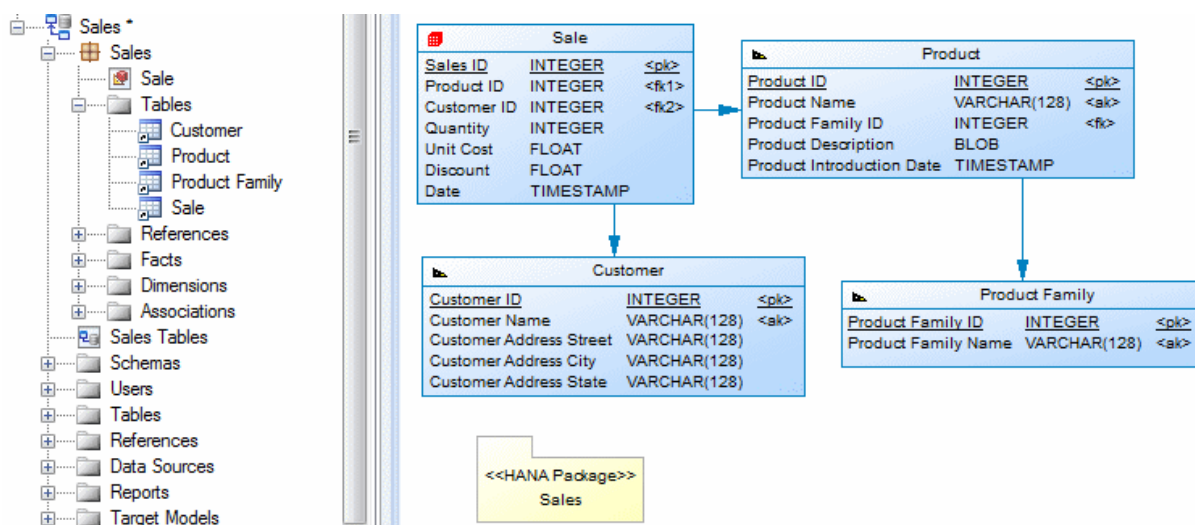 Sales *
Sales
Sale
Tables
Customer
Product
Product Family
Sale
References
Facts
Dimensions
Associations
Sales Tables
Schemas
Users
Tables
References
Data Sources
Reports
Target Models
Sale
Sales ID INTEGER <pk>
Product ID INTEGER <fk1>
Customer ID INTEGER <fk2>
Quantity INTEGER
Unit Cost FLOAT
Discount FLOAT
Date TIMESTAMP
Product
Product ID INTEGER <pk>
Product Name VARCHAR(128) <ak>
Product Family ID INTEGER <fk>
Product Description BLOB
Product Introduction Date TIMESTAMP
Customer
Customer ID INTEGER <pk>
Customer Name VARCHAR(128) <ak>
Customer Address Street VARCHAR(128)
Customer Address City VARCHAR(128)
Customer Address State VARCHAR(128)
Product Family
Product Family ID INTEGER <pk>
Product Family Name VARCHAR(128) <ak>
<<HANA Package>>
Sales